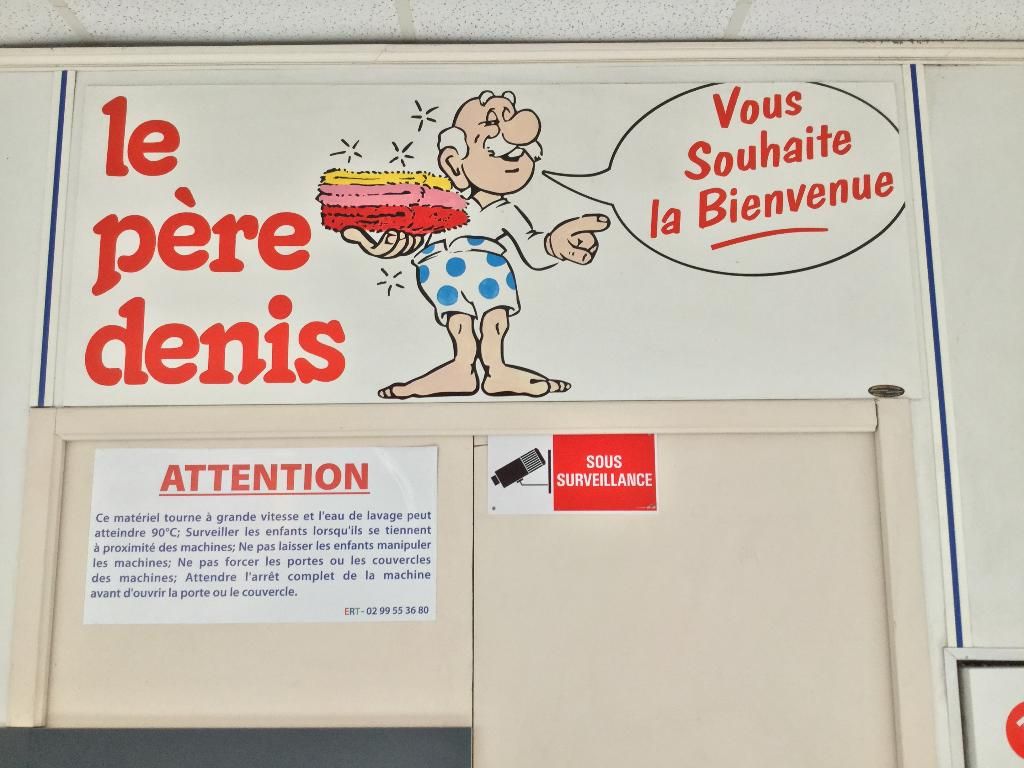 le
père
denis
Vous
Souhaite
la Bienvenue
ATTENTION
Ce matériel tourne à grande vitesse et l'eau de lavage peut
atteindre 90°C; Surveiller les enfants lorsqu'ils se tiennent
à proximité des machines; Ne pas laisser les enfants manipuler
les machines; Ne pas forcer les portes ou les couvercles
des machines; Attendre l'arrêt complet de la machine
avant d'ouvrir la porte ou le couvercle.
ERT - 02 99 55 36 80
SOUS
SURVEILLANCE